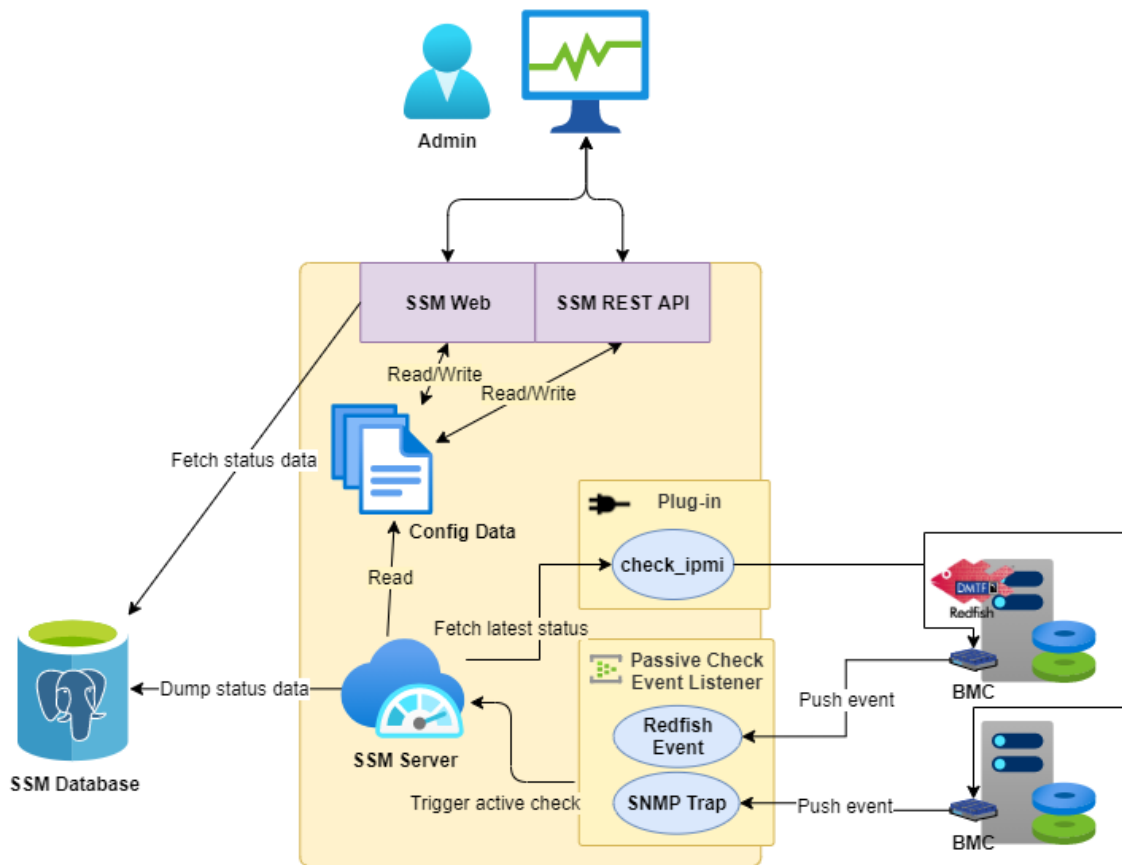 Admin
SSM Web
SSM REST API
Read/Write
Read/Write
Fetch status data
Config Data
Plug-in
check_ipmi
DMTF
Redfish
Read
Fetch latest status
Passive Check
Event Listener
BMC
Push event
Dump status data
Redfish
Event
SSM Server
SSM Database
Trigger active check
SNMP Trap
Push event
BMC